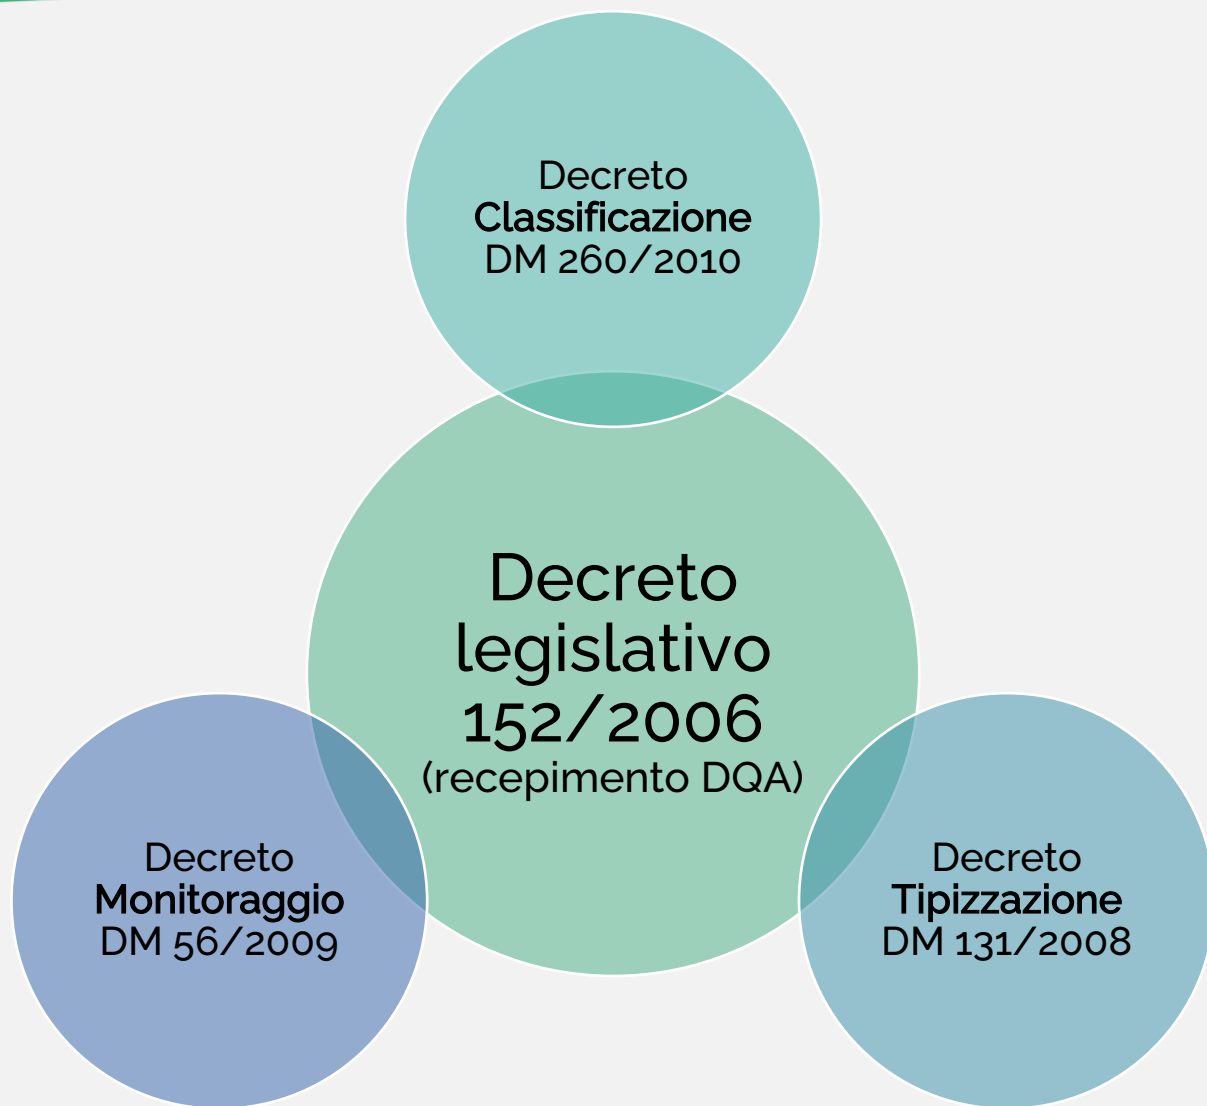 Decreto
Classificazione
DM 260/2010
Decreto
legislativo
152/2006
(recepimento DQA)
Decreto
Monitoraggio
DM 56/2009
Decreto
Tipizzazione
DM 131/2008